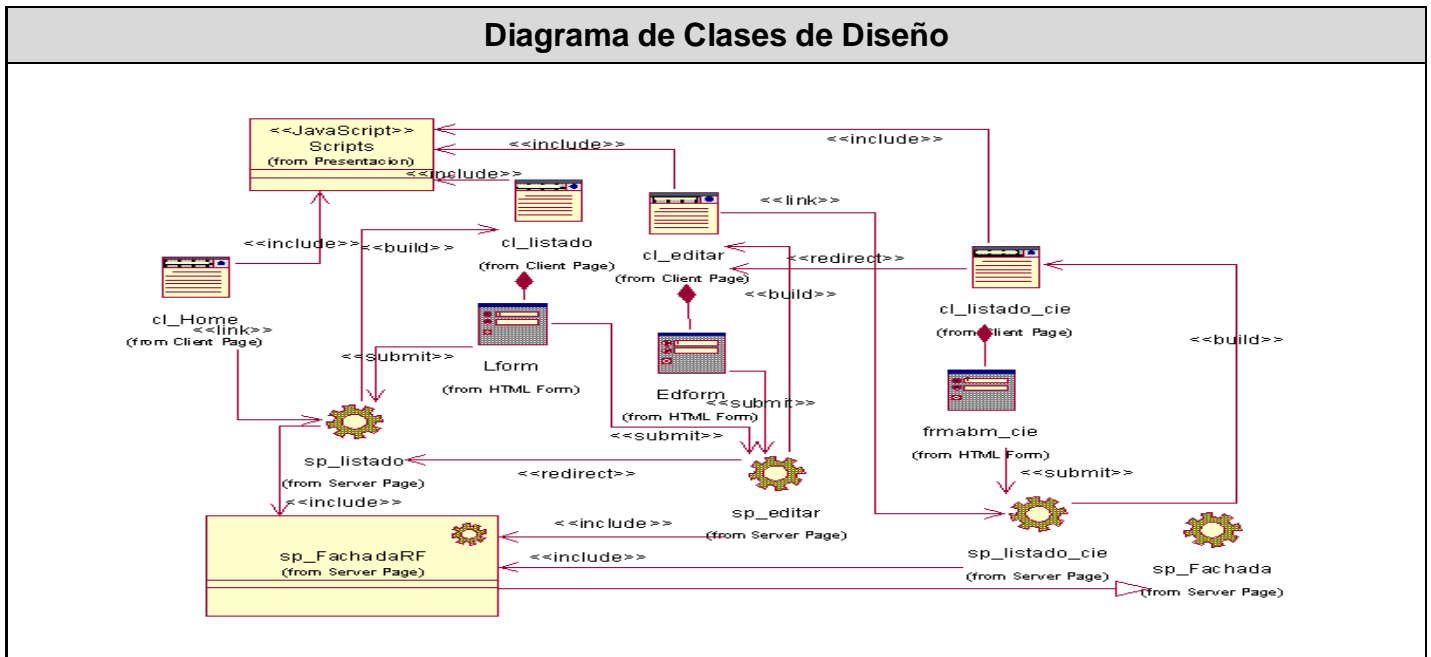 Diagrama de Clases de Diseño
<<JavaScript>>
Scripts
(from Presentacion)
<<include>>
<<include>>
<<include>>
<<link>>
<<include>>
<<build>>
cl_listado
(from Client Page)
cl_editar
(from Client Page)
<<redirect>>
<<build>>
cl_listado_cie
(from Client Page)
cl_Home
<<link>>
(from Client Page)
<<submit>>
Lform
(from HTML Form)
Edform
(from HTML Form)
<<submit>>
<<build>>
<<submit>>
frmabm_cie
(from HTML Form)
<<submit>>
sp_listado
(from Server Page)
<<redirect>>
<<include>>
sp_editar
(from Server Page)
<<include>>
sp_FachadaRF
(from Server Page)
<<include>>
sp_listado_cie
(from Server Page)
sp_Fachada
(from Server Page)